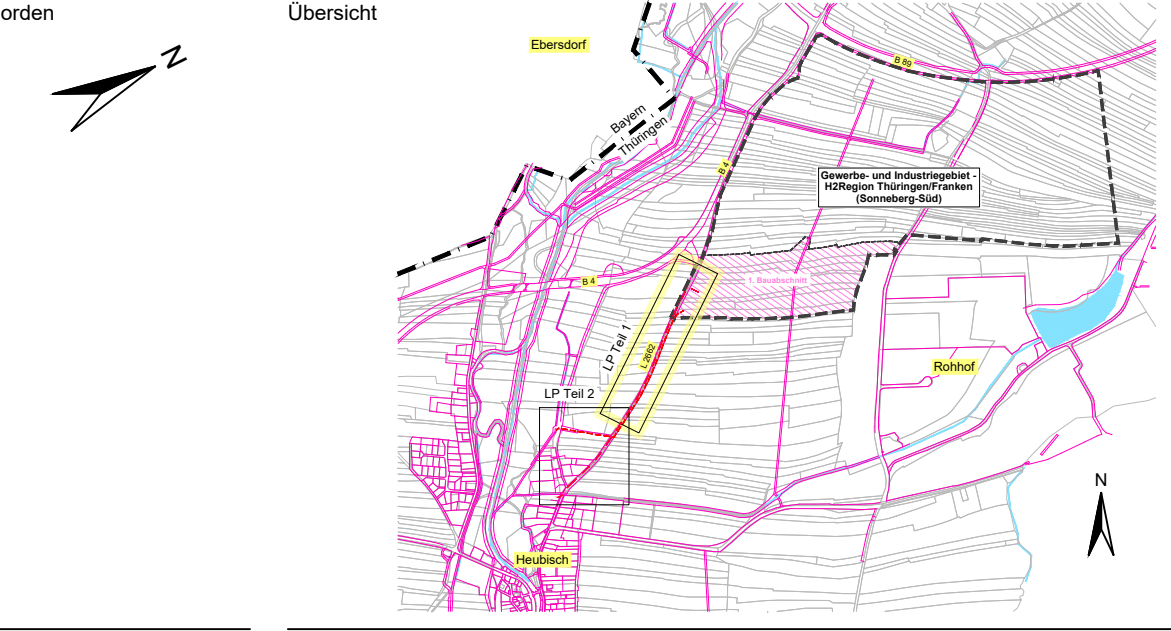 orden
Übersicht
N
Ebersdorf
B 89
Bayern
Thüringen
B 4
Gewerbe- und Industriegebiet -
H2Region Thüringen/Franken
(Sonneberg-Süd)
B 4
1. Bauabschnitt
LP Teil 1
L 2662
Rohhof
LP Teil 2
N
Heubisch